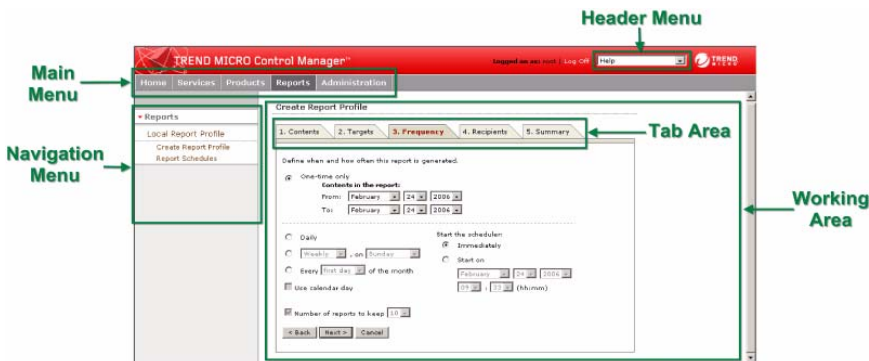 Header Menu
TREND MICRO Control Manager™
Logged on as: root | Log Off
Help
TREND MICRO
Main Menu
Home Services Products Reports Administration
Reports
Local Report Profile
Create Report Profile
Report Schedules
Navigation Menu
Create Report Profile
1. Contents 2. Targets 3. Frequency 4. Recipients 5. Summary
Tab Area
Working Area
Define when and how often this report is generated.
One-time only
Contents in the report:
From: February 24 2006
To: February 24 2006
Daily
Weekly , on Sunday
Every first day of the month
Use calendar day
Start the scheduler:
Immediately
Start on
February 24 2006
09 : 33 (hh:mm)
Number of reports to keep 10
< Back Next > Cancel